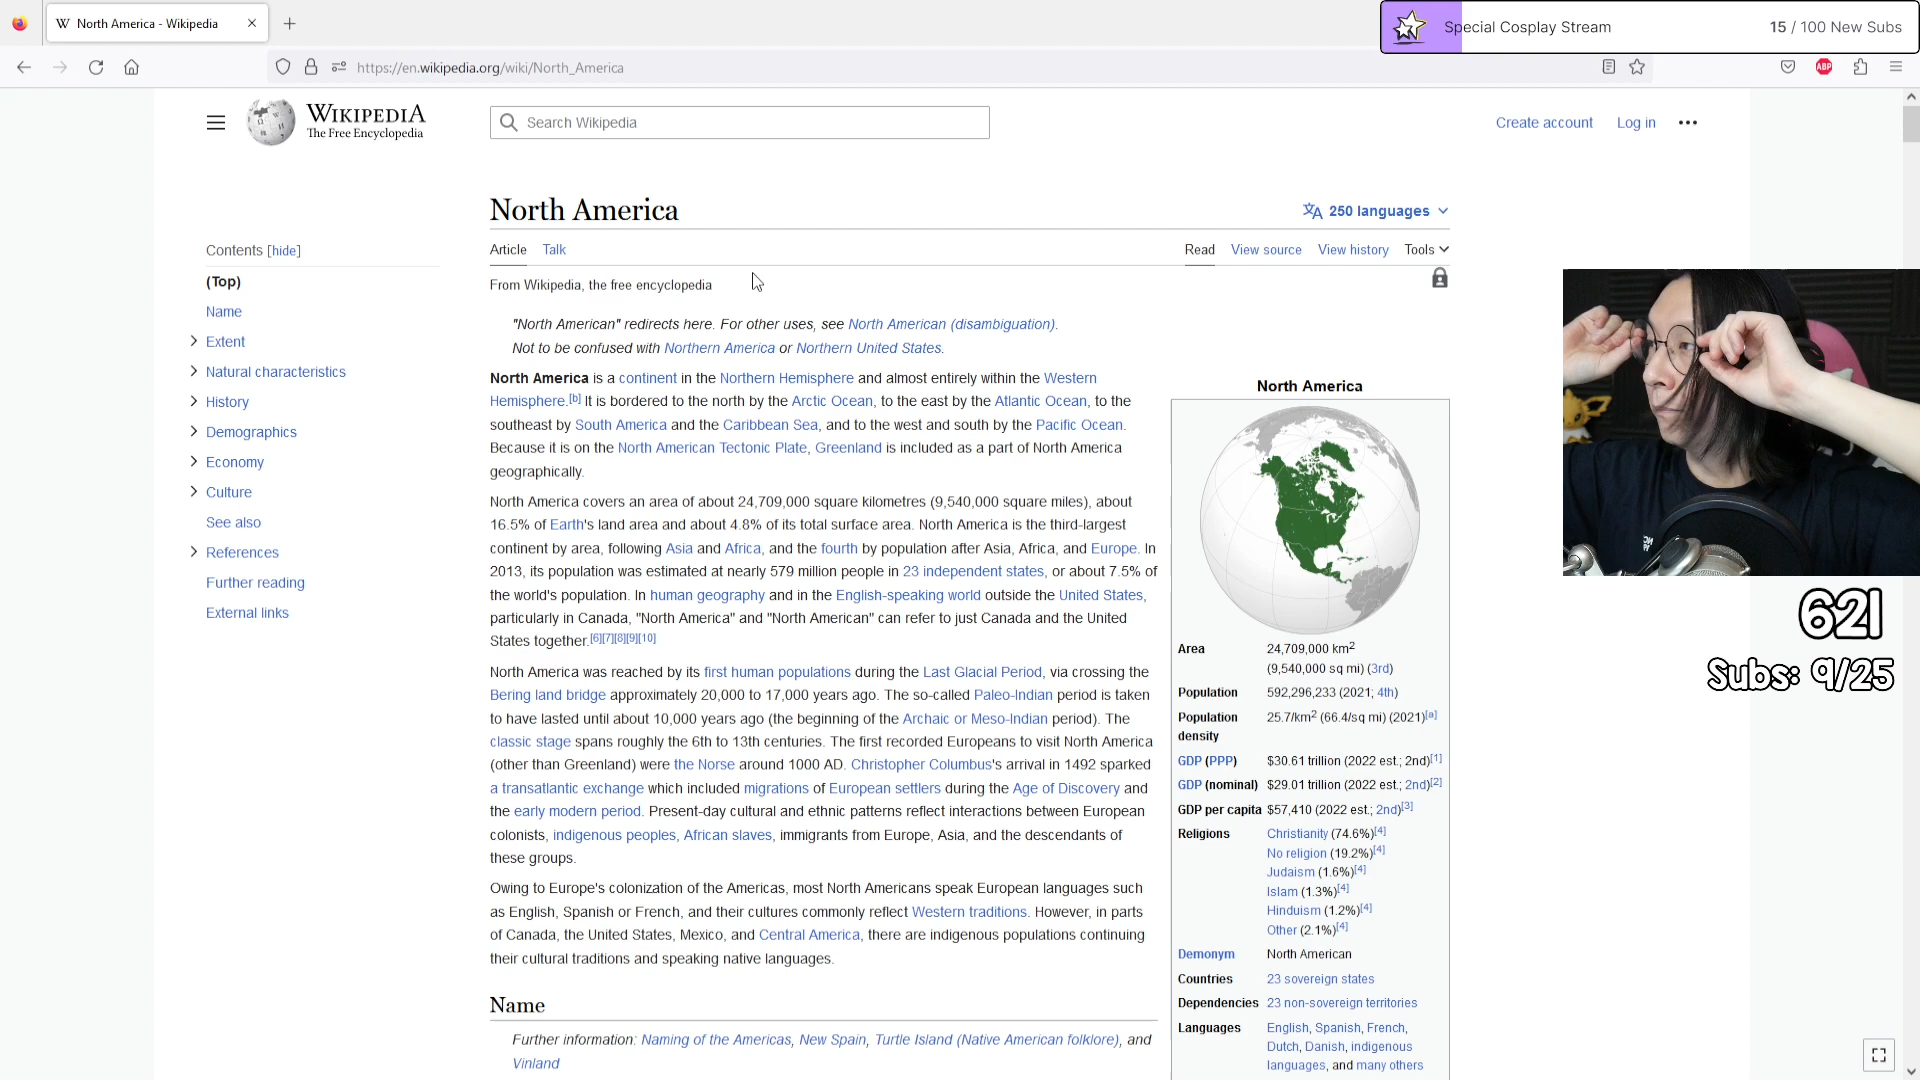 North America - Wikipedia
Special Cosplay Stream
15 / 100 New Subs
https://en.wikipedia.org/wiki/North_America
ABP
WIKIPEDIA
The Free Encyclopedia
Search Wikipedia
Create account
Log in
North America
250 languages
Contents [hide]
(Top)
Name
Extent
Natural characteristics
History
Demographics
Economy
Culture
See also
References
Further reading
External links
Article
Talk
Read
View source
View history
Tools
From Wikipedia, the free encyclopedia
"North American" redirects here. For other uses, see North American (disambiguation).
Not to be confused with Northern America or Northern United States.
North America is a continent in the Northern Hemisphere and almost entirely within the Western
Hemisphere.[b] It is bordered to the north by the Arctic Ocean, to the east by the Atlantic Ocean, to the
southeast by South America and the Caribbean Sea, and to the west and south by the Pacific Ocean.
Because it is on the North American Tectonic Plate, Greenland is included as a part of North America
geographically.
North America covers an area of about 24,709,000 square kilometres (9,540,000 square miles), about
16.5% of Earth's land area and about 4.8% of its total surface area. North America is the third-largest
continent by area, following Asia and Africa, and the fourth by population after Asia, Africa, and Europe. In
2013, its population was estimated at nearly 579 million people in 23 independent states, or about 7.5% of
the world's population. In human geography and in the English-speaking world outside the United States,
particularly in Canada, "North America" and "North American" can refer to just Canada and the United
States together.[6][7][8][9][10]
North America was reached by its first human populations during the Last Glacial Period, via crossing the
Bering land bridge approximately 20,000 to 17,000 years ago. The so-called Paleo-Indian period is taken
to have lasted until about 10,000 years ago (the beginning of the Archaic or Meso-Indian period). The
classic stage spans roughly the 6th to 13th centuries. The first recorded Europeans to visit North America
(other than Greenland) were the Norse around 1000 AD. Christopher Columbus's arrival in 1492 sparked
a transatlantic exchange which included migrations of European settlers during the Age of Discovery and
the early modern period. Present-day cultural and ethnic patterns reflect interactions between European
colonists, indigenous peoples, African slaves, immigrants from Europe, Asia, and the descendants of
these groups.
Owing to Europe's colonization of the Americas, most North Americans speak European languages such
as English, Spanish or French, and their cultures commonly reflect Western traditions. However, in parts
of Canada, the United States, Mexico, and Central America, there are indigenous populations continuing
their cultural traditions and speaking native languages.
Name
Further information: Naming of the Americas, New Spain, Turtle Island (Native American folklore), and
Vinland
North America
Area 24,709,000 km2
(9,540,000 sq mi) (3rd)
Population 592,296,233 (2021; 4th)
Population density 25.7/km2 (66.4/sq mi) (2021)[a]
GDP (PPP) $30.61 trillion (2022 est.; 2nd)[1]
GDP (nominal) $29.01 trillion (2022 est.; 2nd)[2]
GDP per capita $57,410 (2022 est.; 2nd)[3]
Religions Christianity (74.6%)[4]
No religion (19.2%)[4]
Judaism (1.6%)[4]
Islam (1.3%)[4]
Hinduism (1.2%)[4]
Other (2.1%)[4]
Demonym North American
Countries 23 sovereign states
Dependencies 23 non-sovereign territories
Languages English, Spanish, French,
Dutch, Danish, indigenous
languages, and many others
621
Subs: 9/25